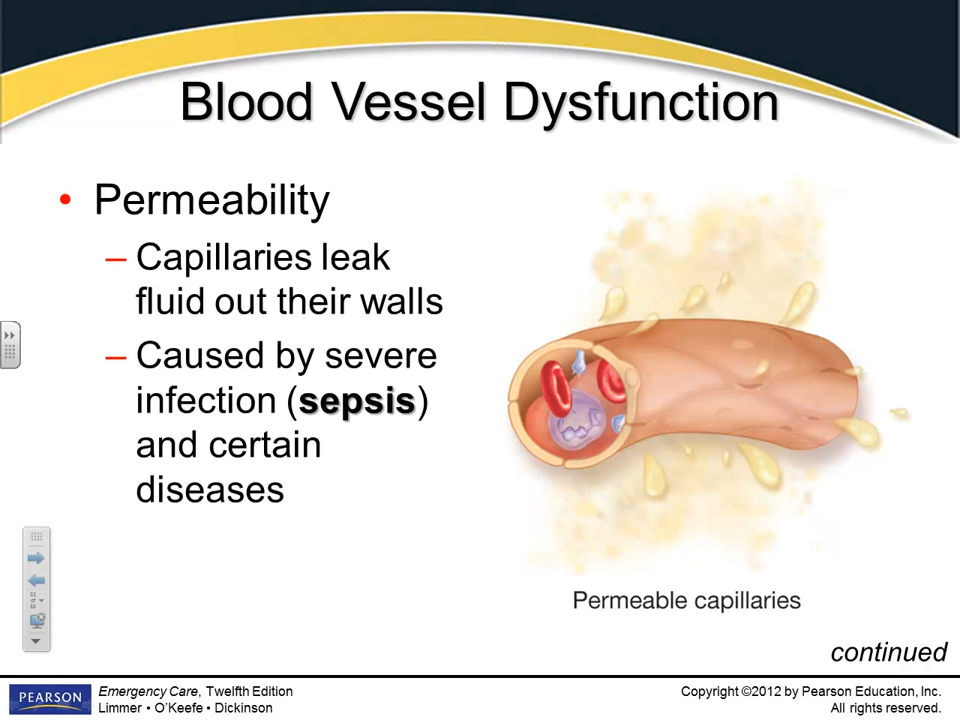 Blood Vessel Dysfunction
• Permeability
– Capillaries leak
fluid out their walls
– Caused by severe
infection (sepsis)
and certain
diseases
Permeable capillaries
continued
PEARSON
Emergency Care, Twelfth Edition
Limmer • O’Keefe • Dickinson
Copyright ©2012 by Pearson Education, Inc.
All rights reserved.